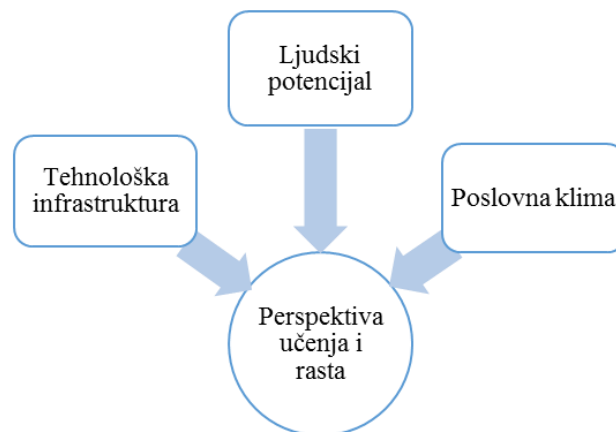 Ljudski
potencijal
Tehnološka
infrastruktura
Poslovna klima
Perspektiva
učenja i
rasta